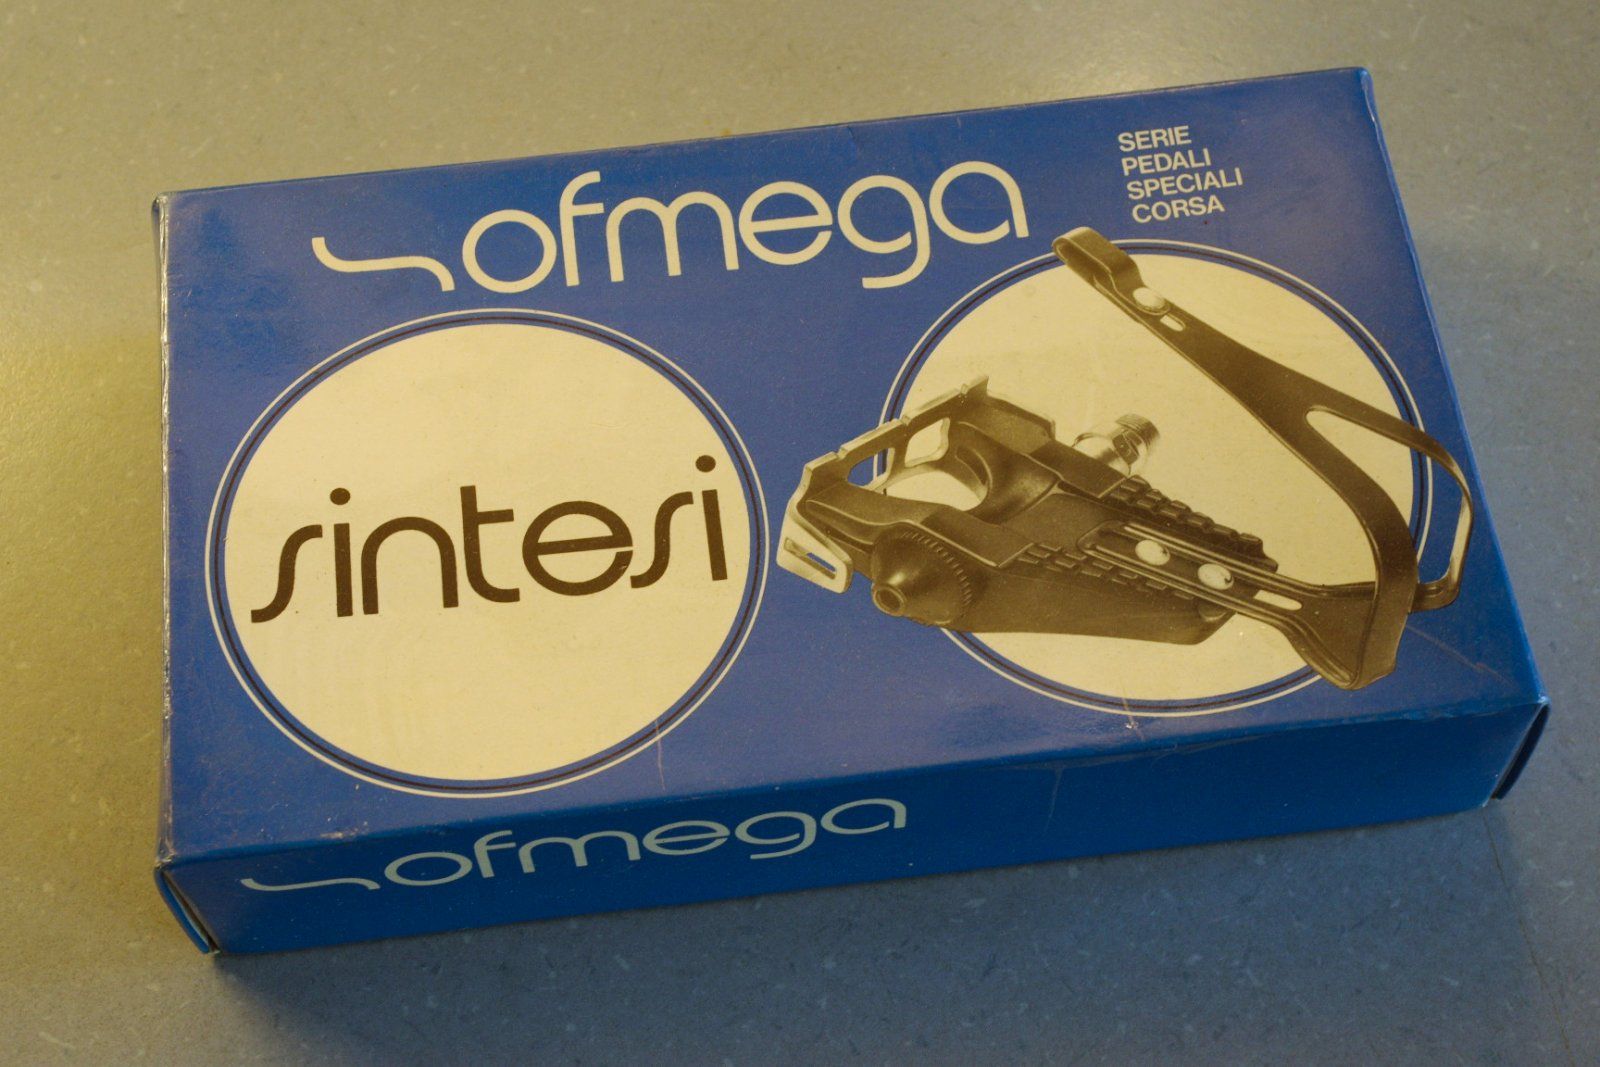 ofmega
SERIE
PEDALI
SPECIALI
CORSA
sintesi
ofmega